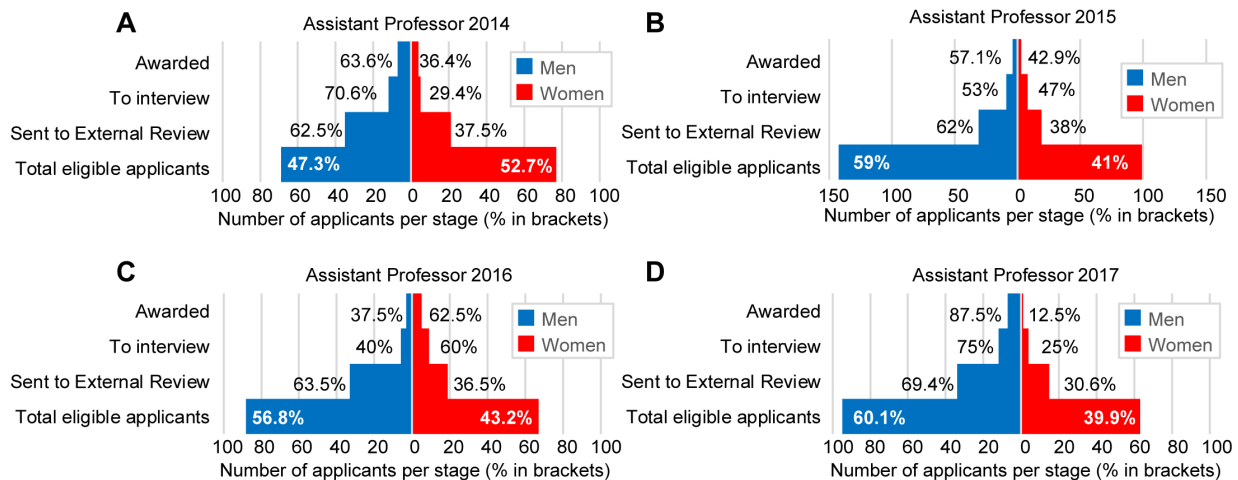 A
Assistant Professor 2014
Awarded
63.6%
36.4%
Men
Women
To interview
70.6%
29.4%
Sent to External Review
62.5%
37.5%
Total eligible applicants
47.3%
52.7%
100 80 60 40 20 0 20 40 60 80 100
Number of applicants per stage (% in brackets)
B
Assistant Professor 2015
Awarded
57.1%
42.9%
Men
Women
To interview
53%
47%
Sent to External Review
62%
38%
Total eligible applicants
59%
41%
150 100 50 0 50 100 150
Number of applicants per stage (% in brackets)
C
Assistant Professor 2016
Awarded
37.5%
62.5%
Men
Women
To interview
40%
60%
Sent to External Review
63.5%
36.5%
Total eligible applicants
56.8%
43.2%
100 80 60 40 20 0 20 40 60 80 100
Number of applicants per stage (% in brackets)
D
Assistant Professor 2017
Awarded
87.5%
12.5%
Men
Women
To interview
75%
25%
Sent to External Review
69.4%
30.6%
Total eligible applicants
60.1%
39.9%
100 80 60 40 20 0 20 40 60 80 100
Number of applicants per stage (% in brackets)